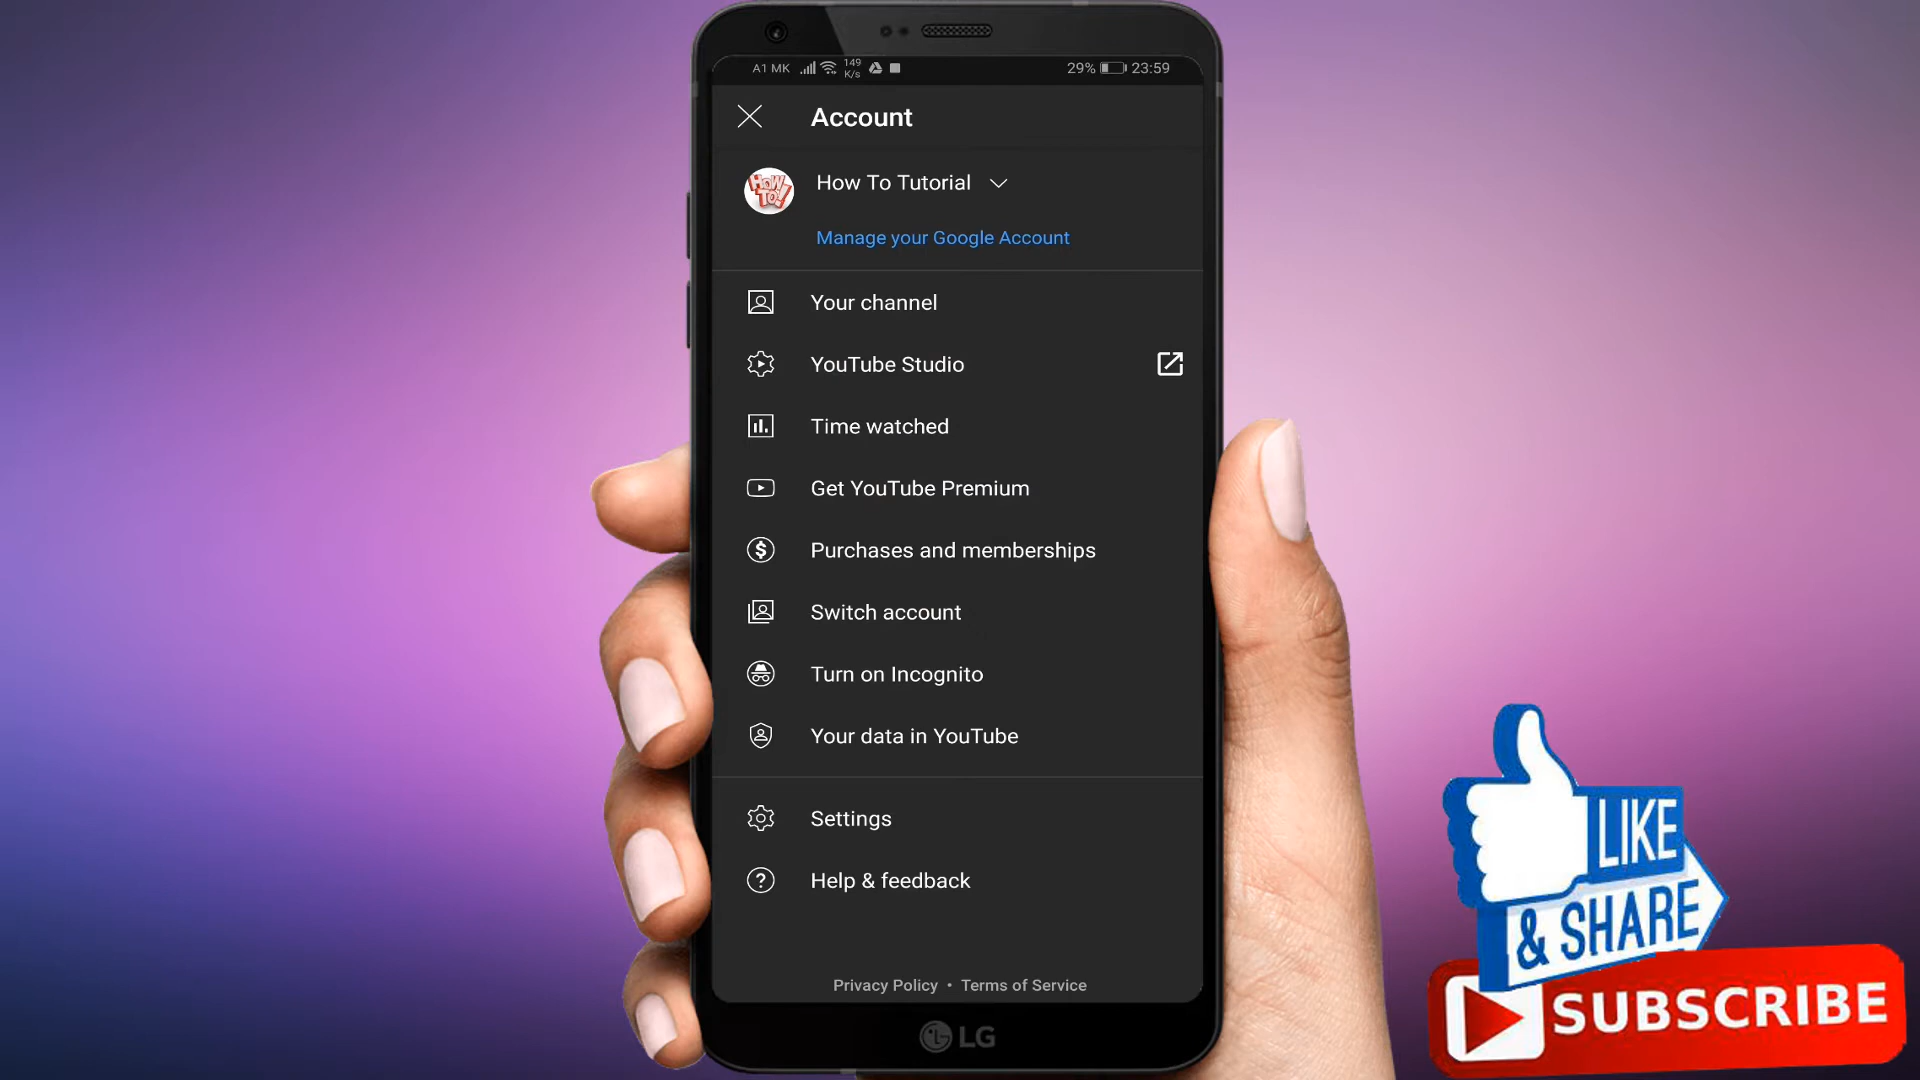 A1 MK 149 K/s 29% 23:59
Account
HOW TO! How To Tutorial
Manage your Google Account
Your channel
YouTube Studio
Time watched
Get YouTube Premium
Purchases and memberships
Switch account
Turn on Incognito
Your data in YouTube
Settings
Help & feedback
Privacy Policy • Terms of Service
LG
LIKE
& SHARE
SUBSCRIBE